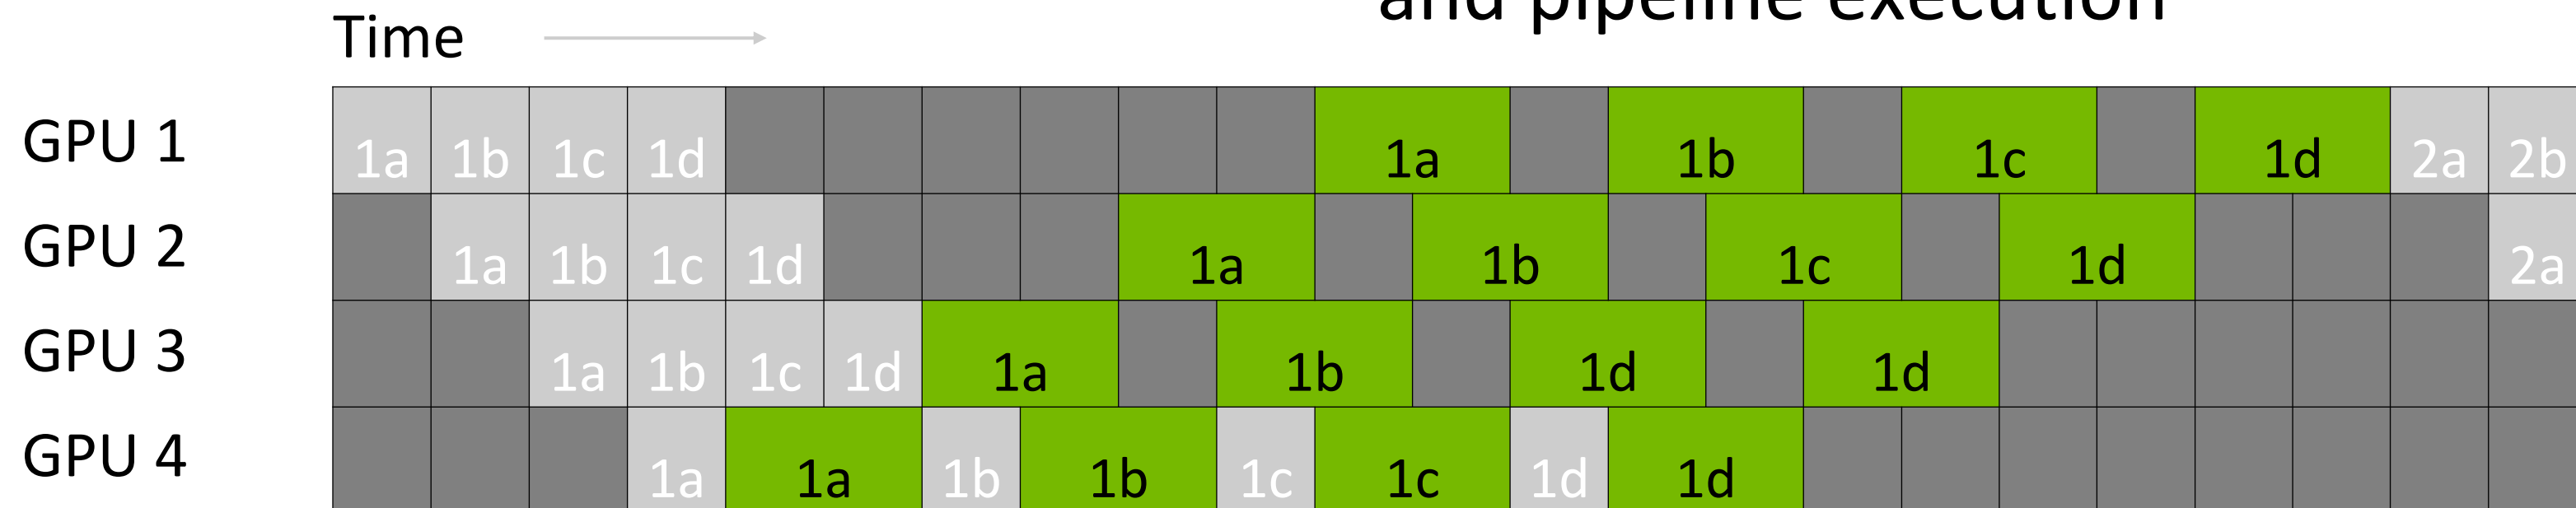 and pipeline execution
Time
GPU 1 1a 1b 1c 1d 1a 1b 1c 1d 2a 2b
GPU 2 1a 1b 1c 1d 1a 1b 1c 1d 2a
GPU 3 1a 1b 1c 1d 1a 1b 1d 1d
GPU 4 1a 1a 1b 1b 1c 1c 1d 1d